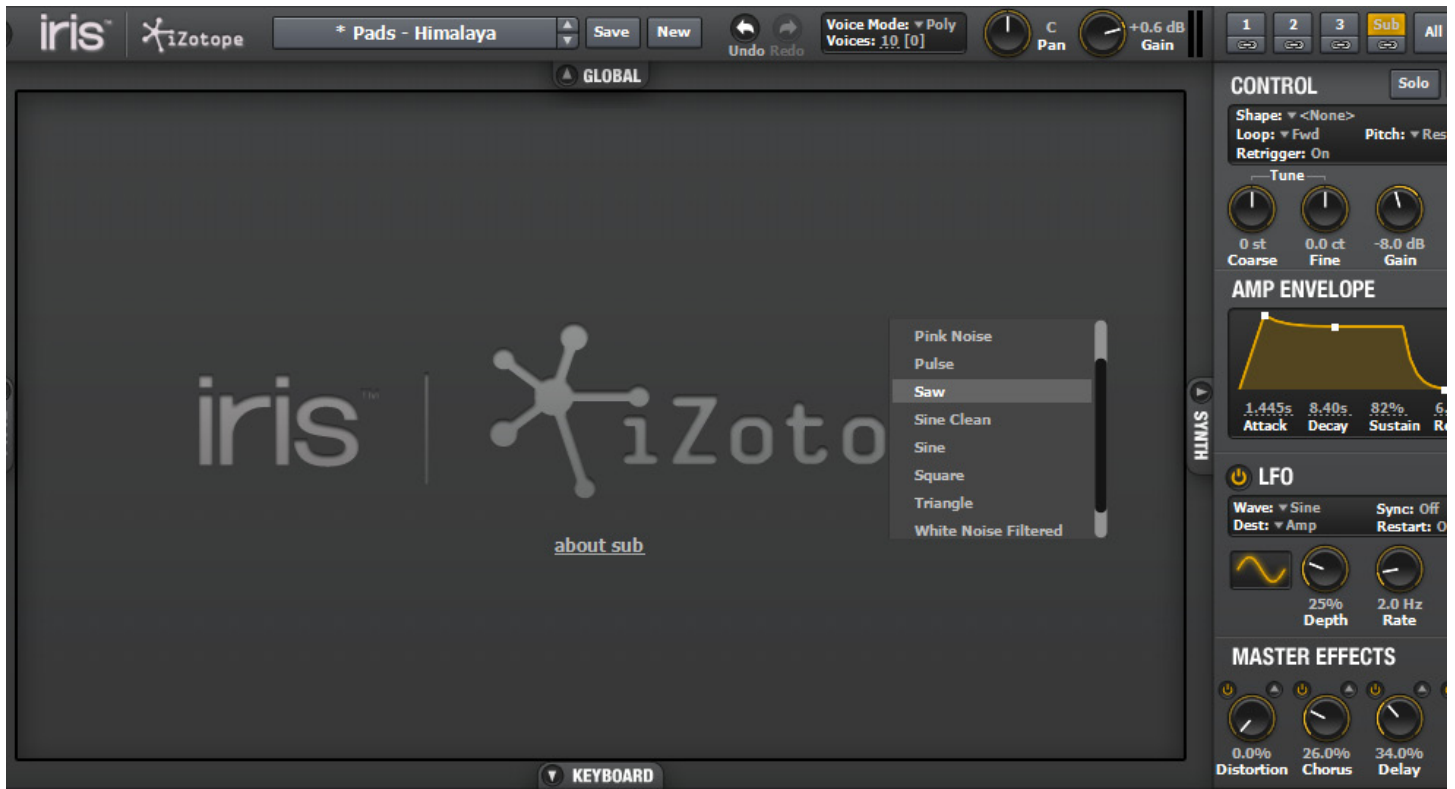 iris™ iZotope * Pads - Himalaya Save New Undo Redo Voice Mode: Poly
Voices: 10 [0] C Pan +0.6 dB Gain 1 2 3 Sub All
GLOBAL
about sub
Pink Noise
Pulse
Saw
Sine Clean
Sine
Square
Triangle
White Noise Filtered
iris™ iZoto
SYNTH
KEYBOARD
CONTROL Solo
Shape: <None>
Loop: Fwd Pitch: Res
Retrigger: On
Tune
0 st 0.0 ct -8.0 dB
Coarse Fine Gain
AMP ENVELOPE
1.445s 8.40s 82% 6.
Attack Decay Sustain Re
LFO
Wave: Sine Sync: Off
Dest: Amp Restart: O
25% 2.0 Hz
Depth Rate
MASTER EFFECTS
0.0% 26.0% 34.0%
Distortion Chorus Delay